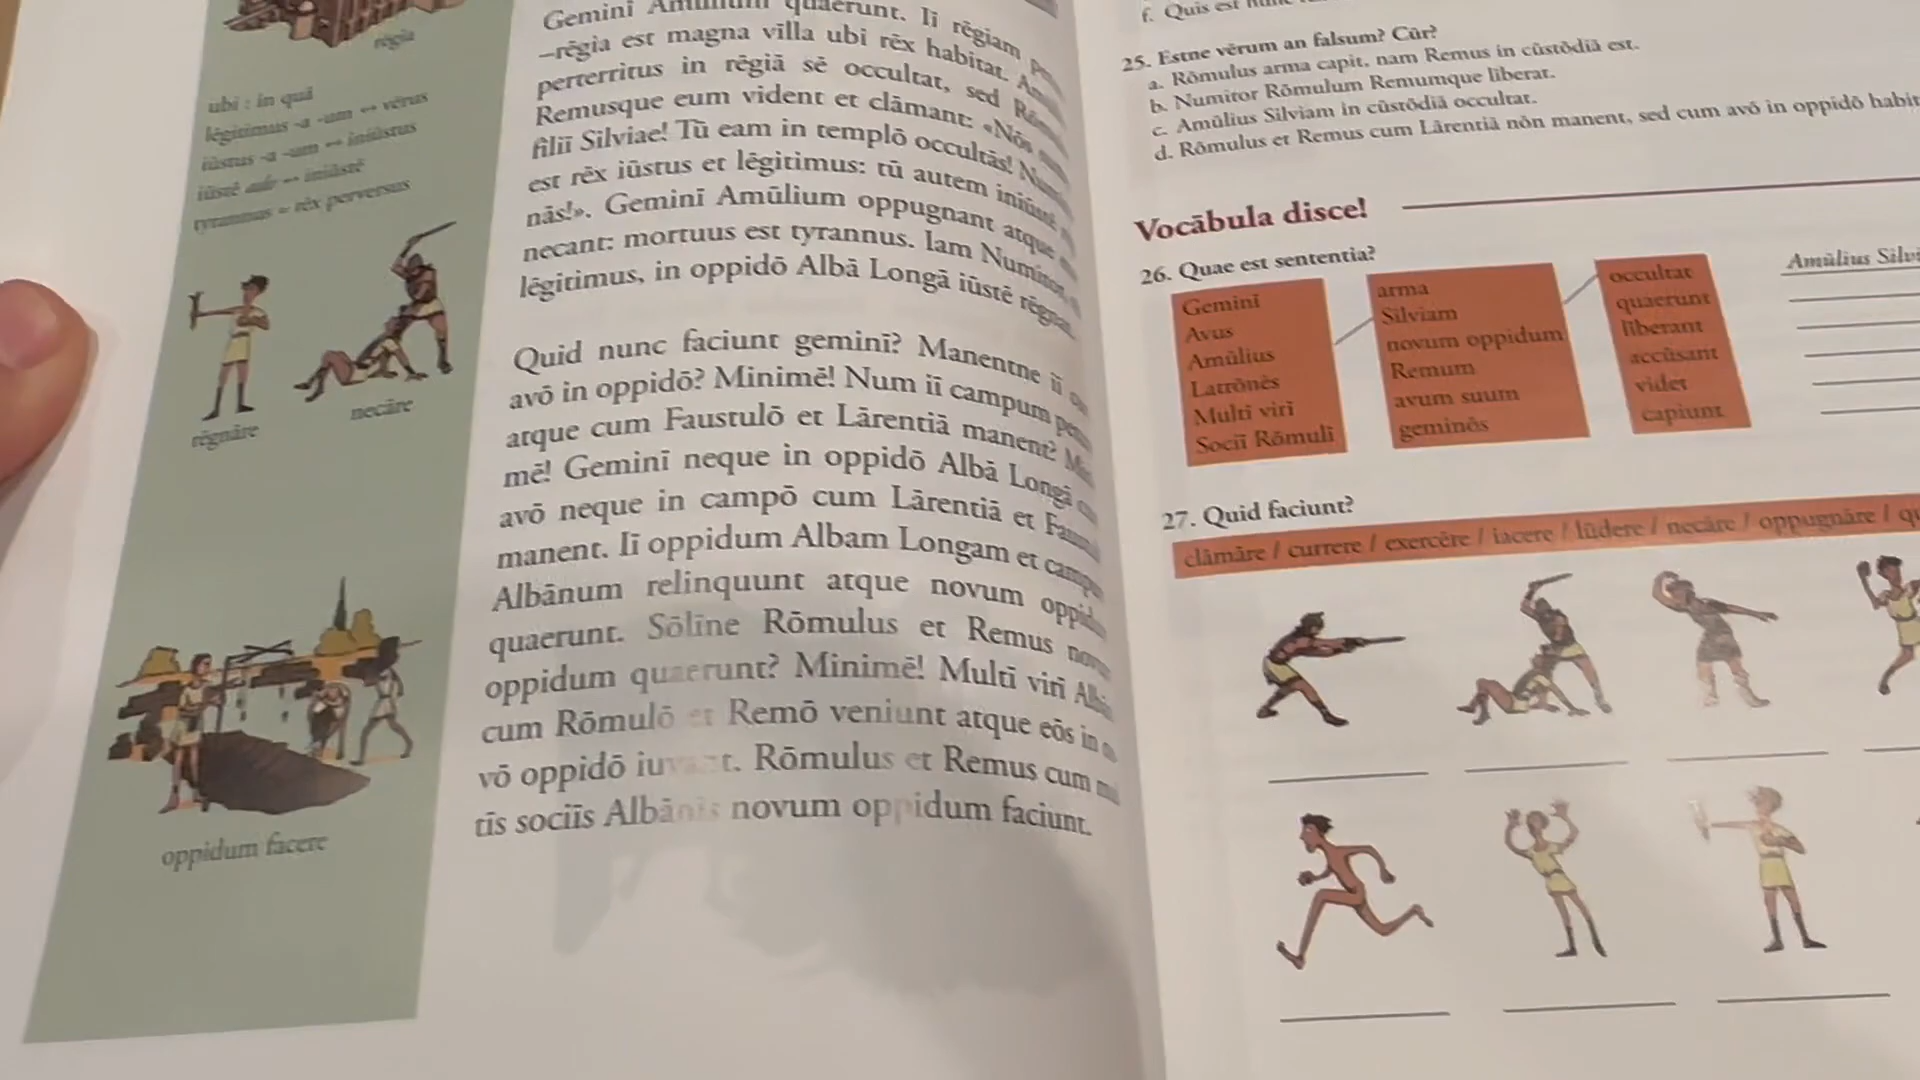 rēgia
ubi : in quā
lēgitimus -a -um ↔ vērus
iūstus -a -um ↔ iniūstus
iūstē adv ↔ iniūstē
tyrannus = rēx perversus
rēgnāre
necāre
oppidum facere
Geminī Amūlium quaerunt. Iī rēgiam
–rēgia est magna vīlla ubi rēx habitat.
perterritus in rēgiā sē occultat, sed
Remusque eum vident et clāmant: «Nōs
fīliī Silviae! Tū eam in templō occultās!
est rēx iūstus et lēgitimus: tū autem iniūstē
nās!». Geminī Amūlium oppugnant atque
necant: mortuus est tyrannus. Iam Numitor,
lēgitimus, in oppidō Albā Longā iūstē rēgnat.
Quid nunc faciunt geminī? Manentne iī
avō in oppidō? Minimē! Num iī campum
atque cum Faustulō et Lārentiā manent?
mē! Geminī neque in oppidō Albā Longā
avō neque in campō cum Lārentiā et
manent. Iī oppidum Albam Longam et
Albānum relinquunt atque novum
quaerunt. Sōlīne Rōmulus et Remus
oppidum quaerunt? Minimē! Multī virī
cum Rōmulō et Remō veniunt atque eōs in
vō oppidō iuvant. Rōmulus et Remus cum
tīs sociīs Albānīs novum oppidum faciunt.
f. Quis est
25. Estne vērum an falsum? Cūr?
a. Rōmulus arma capit, nam Remus in cūstōdiā est.
b. Numitor Rōmulum Remumque līberat.
c. Amūlius Silviam in cūstōdiā occultat.
d. Rōmulus et Remus cum Lārentiā nōn manent, sed cum avō in oppidō
Vocābula disce!
26. Quae est sententia?
Geminī
Avus
Amūlius
Latrōnēs
Multī virī
Sociī Rōmulī
arma
Silviam
novum oppidum
Remum
avum suum
geminōs
occultat
quaerunt
līberant
accūsant
videt
capiunt
Amūlius
27. Quid faciunt?
clāmāre / currere / exercēre / iacere / lūdere / necāre / oppugnāre /